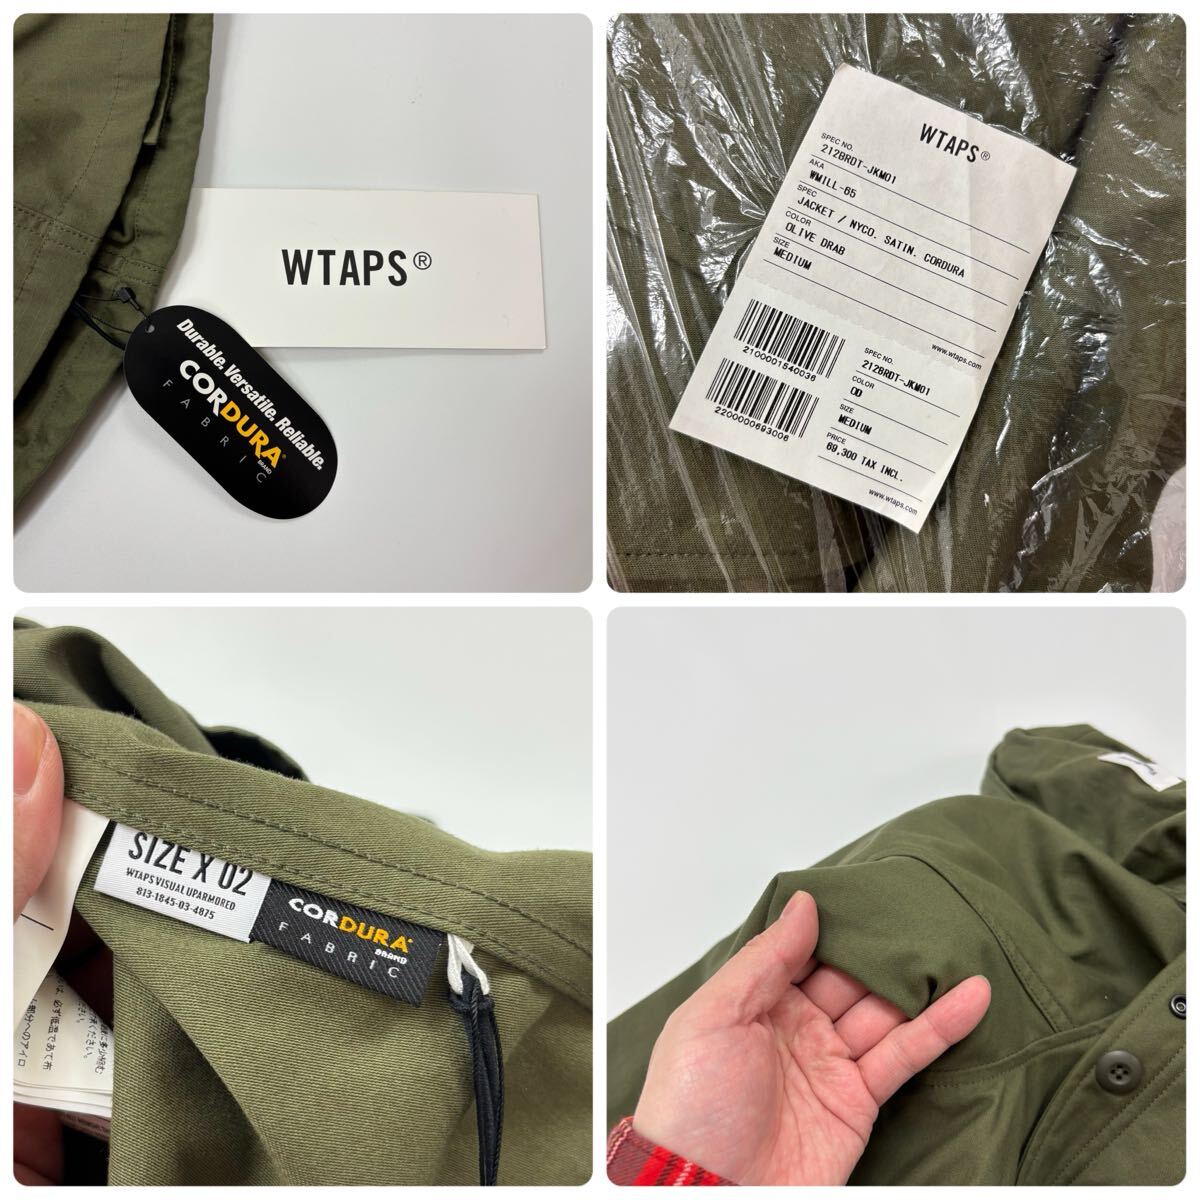 WTAPS®
Durable. Versatile. Reliable.
CORDURA®
BRAND
FABRIC
WTAPS®
SPEC NO.
212BRDT-JKM01
AKA
WMILL-65
SPEC
JACKET / NYCO. SATIN. CORDURA
COLOR
OLIVE DRAB
SIZE
MEDIUM
www.wtaps.com
2100001540036
2200000693006
SPEC NO.
212BRDT-JKM01
COLOR
OD
SIZE
MEDIUM
PRICE
69,300 TAX INCL.
www.wtaps.com
SIZE X 02
WTAPS VISUAL UPARMORED
813-1845-03-4875
CORDURA
BRAND
FABRIC